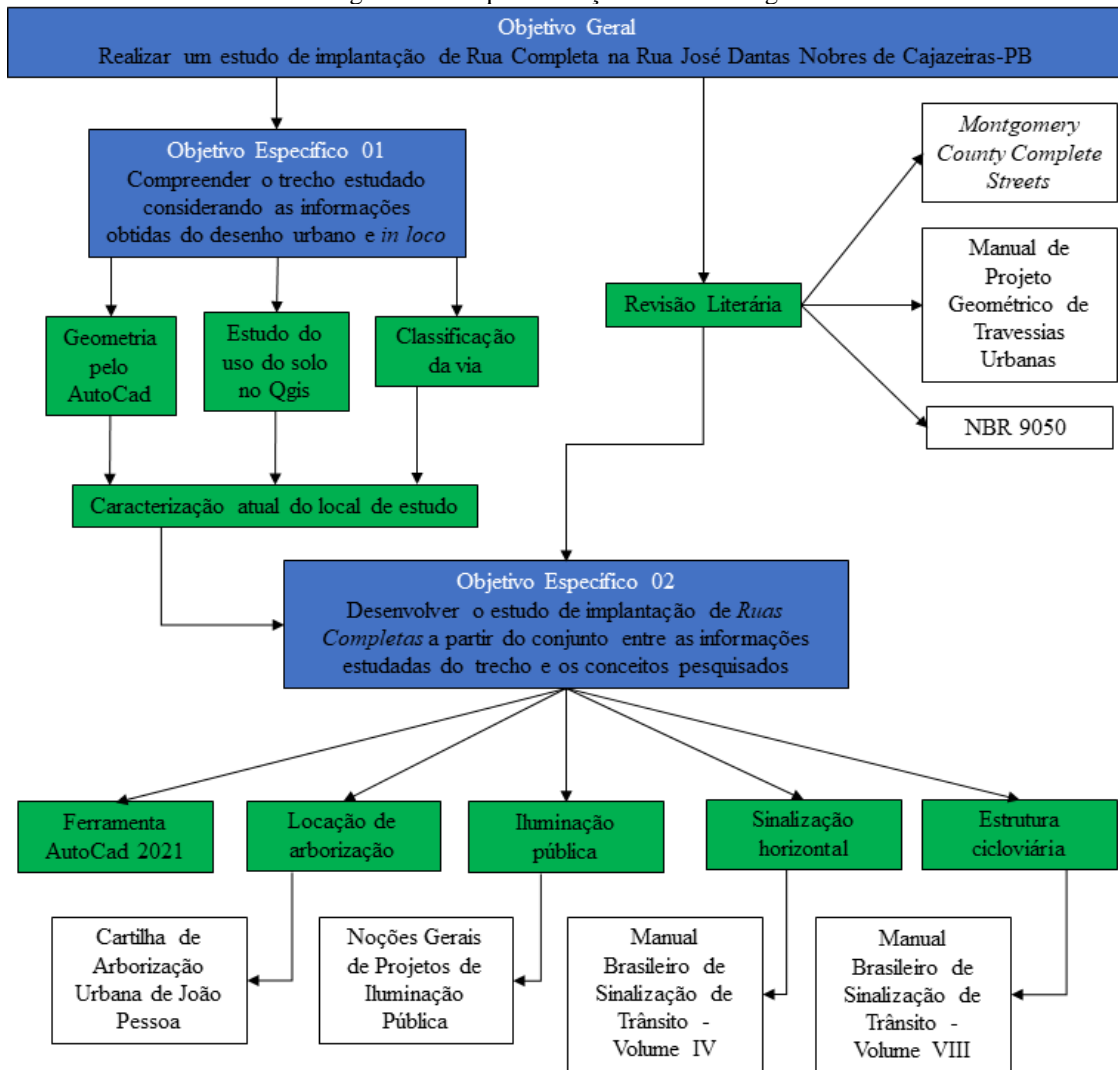 Objetivo Geral
Realizar um estudo de implantação de Rua Completa na Rua José Dantas Nobres de Cajazeiras-PB
Objetivo Específico 01
Compreender o trecho estudado
considerando as informações
obtidas do desenho urbano e in loco
Montgomery
County Complete
Streets
Manual de
Projeto
Geométrico de
Travessias
Urbanas
NBR 9050
Revisão Literária
Geometria
pelo
AutoCad
Estudo do
uso do solo
no Qgis
Classificação
da via
Caracterização atual do local de estudo
Objetivo Específico 02
Desenvolver o estudo de implantação de Ruas
Completas a partir do conjunto entre as informações
estudadas do trecho e os conceitos pesquisados
Ferramenta
AutoCad 2021
Locação de
arborização
Iluminação
pública
Sinalização
horizontal
Estrutura
cicloviária
Cartilha de
Arborização
Urbana de João
Pessoa
Noções Gerais
de Projetos de
Iluminação
Pública
Manual
Brasileiro de
Sinalização de
Trânsito -
Volume IV
Manual
Brasileiro de
Sinalização de
Trânsito -
Volume VIII